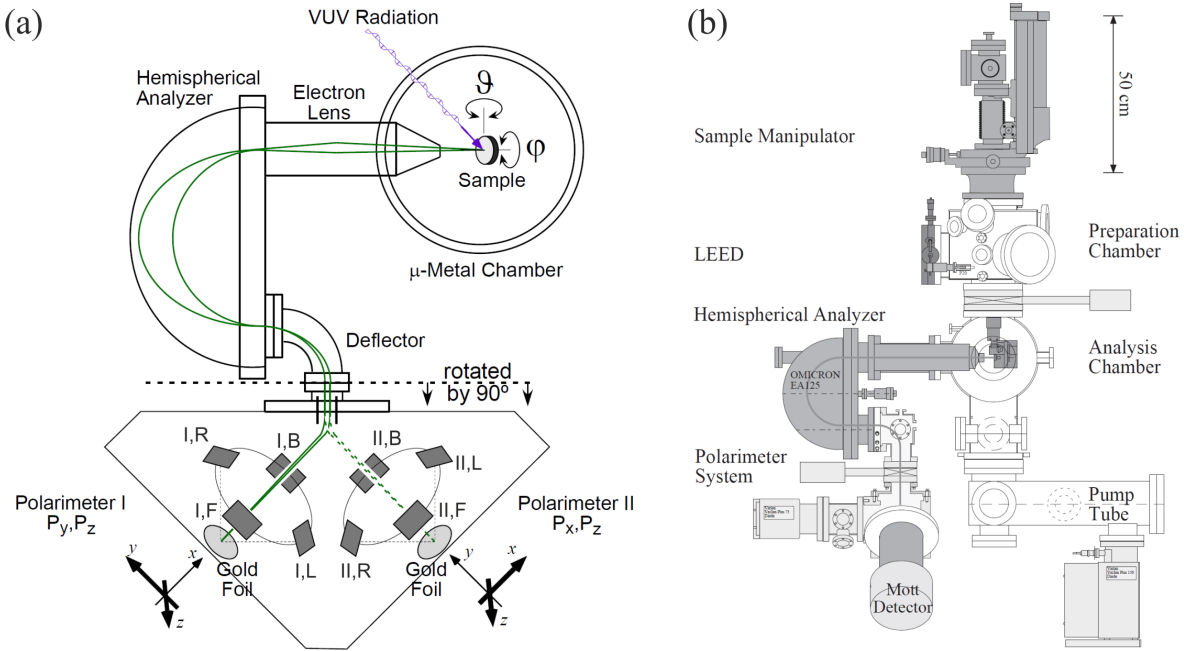 (a)
VUV Radiation
Hemispherical
Analyzer
Electron
Lens
ϑ
φ
Sample
μ-Metal Chamber
Deflector
rotated
by 90°
I,R
I,B
II,B
II,L
Polarimeter I
Py,Pz
I,F
II,F
Polarimeter II
Px,Pz
y
x
z
Gold
Foil
I,L
II,R
Gold
Foil
y
x
z
(b)
50 cm
Sample Manipulator
LEED
Preparation
Chamber
Hemispherical Analyzer
OMICRON
EA125
Analysis
Chamber
Polarimeter
System
Pump
Tube
Mott
Detector